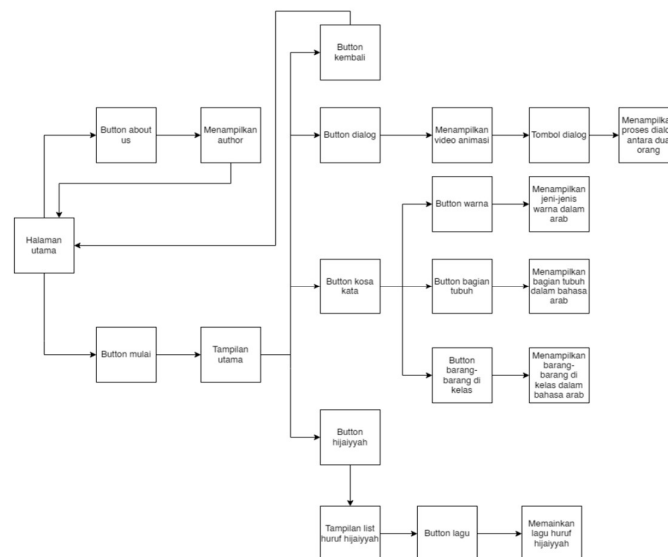 Button
kembali
Button about
us
Menampilkan
author
Button dialog
Menampilkan
video animasi
Tombol dialog
Menampilka
proses dialo
antara dua
orang
Halaman
utama
Button warna
Menampilkan
jeni-jenis
warna dalam
arab
Button kosa
kata
Button bagian
tubuh
Menampilkan
bagian tubuh
dalam bahasa
arab
Button mulai
Tampilan
utama
Button
barang-
barang di
kelas
Menampilkan
barang-
barang di
kelas dalam
bahasa arab
Button
hijaiyyah
Tampilan list
huruf hijaiyyah
Button lagu
Memainkan
lagu huruf
hijaiyyah